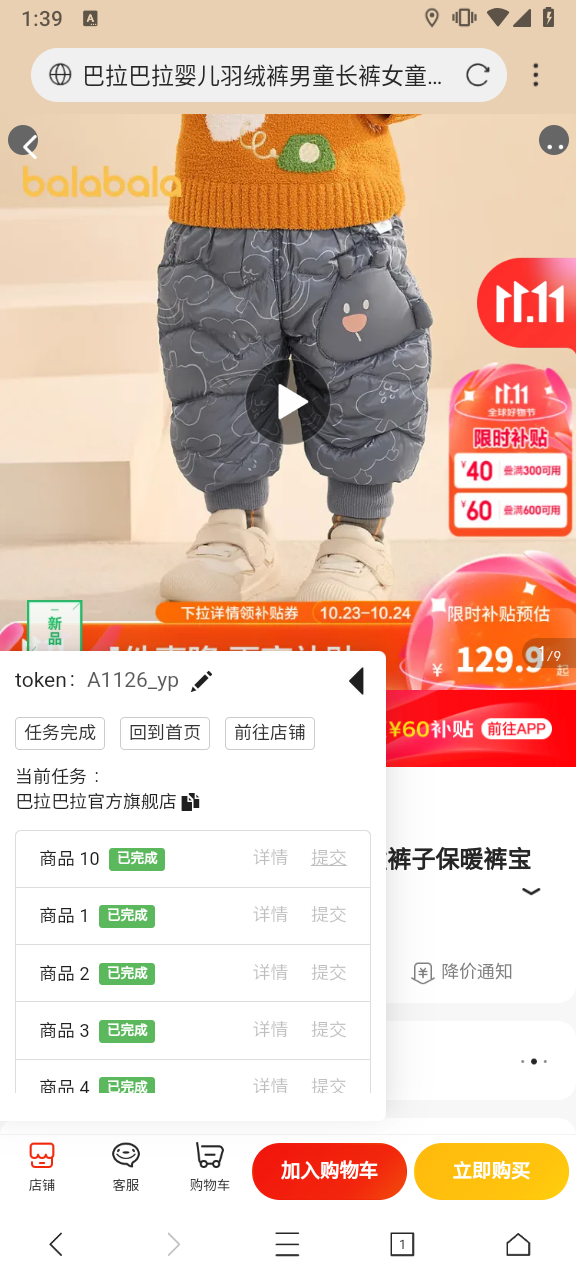 1:39
A
巴拉巴拉婴儿羽绒裤男童长裤女童...
balabala
11.11
11.11
全球好物节
限时补贴
¥40 叠满300可用
¥60 叠满600可用
新品
下拉详情领补贴券 10.23-10.24
限时补贴预估
¥ 129.9 起
1/9
token: A1126_yp
¥60补贴 前往APP
任务完成 回到首页 前往店铺
当前任务：
巴拉巴拉官方旗舰店
裤子保暖裤宝
商品 10 已完成 详情 提交
商品 1 已完成 详情 提交
商品 2 已完成 详情 提交
降价通知
商品 3 已完成 详情 提交
商品 4 已完成 详情 提交
店铺 客服 购物车 加入购物车 立即购买
1